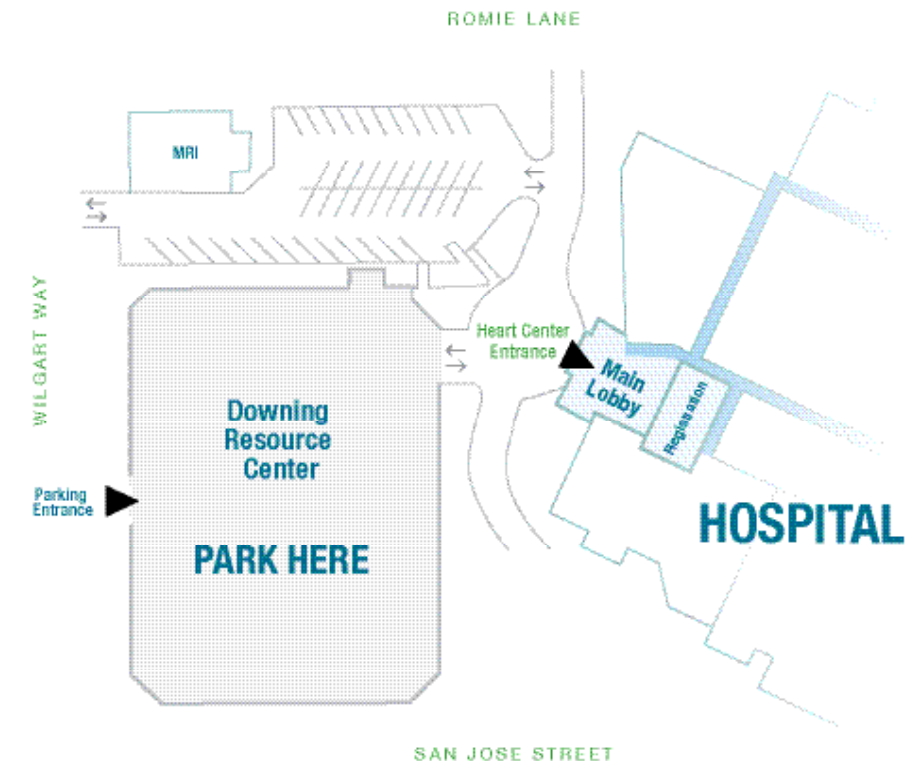 ROMIE LANE
MRI
WILGART WAY
Heart Center
Entrance
Main
Lobby
Registration
Downing
Resource
Center
Parking
Entrance
PARK HERE
HOSPITAL
SAN JOSE STREET